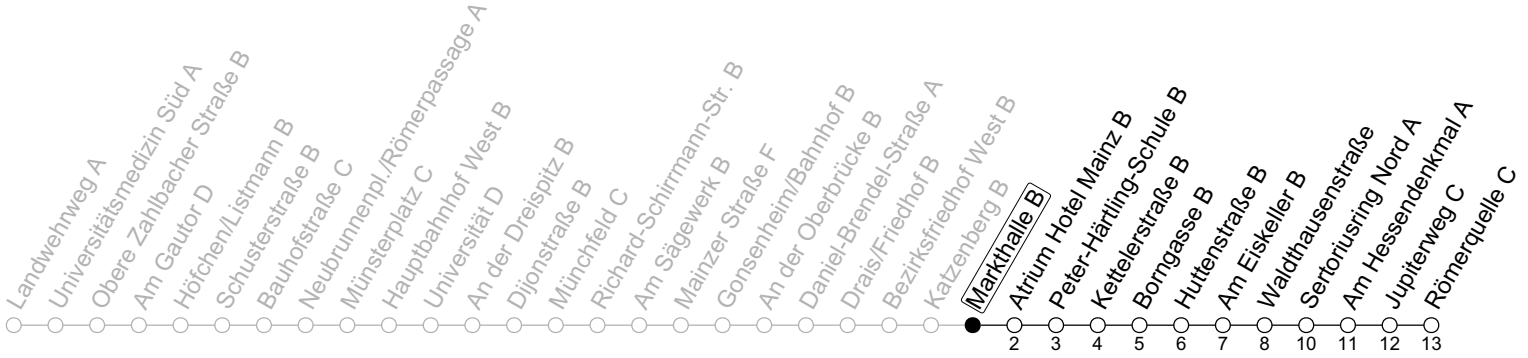 Landwehrweg A
Universitätsmedizin Süd A
Obere Zahlbacher Straße B
Am Gautor D
Höfchen/Listmann B
Schusterstraße B
Bauhofstraße C
Neubrunnenpl./Römerpassage A
Münsterplatz C
Hauptbahnhof West B
Universität D
An der Dreispitz B
Dijonstraße B
Münchfeld C
Richard-Schirrmann-Str. B
Am Sägewerk B
Mainzer Straße F
Gonsenheim/Bahnhof B
An der Oberbrücke B
Daniel-Brendel-Straße A
Drais/Friedhof B
Bezirksfriedhof West B
Katzenberg B
Markthalle B
Atrium Hotel Mainz B
Peter-Härtling-Schule B
Kettelerstraße B
Borngasse B
Huttenstraße B
Am Eiskeller B
Waldthausenstraße
Sertoriusring Nord A
Am Hessendenkmal A
Jupiterweg C
Römerquelle C
2 3 4 5 6 7 8 10 11 12 13